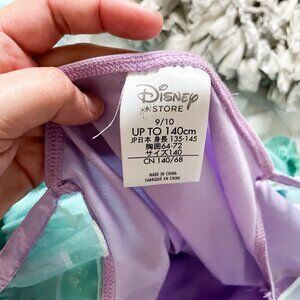 Disney
STORE
9/10
UP TO 140cm
JP日本 身長 135-145
胸囲 64-72
サイズ 140
CN 140/68
MADE IN CHINA
FABRIQUÉ EN CHINE